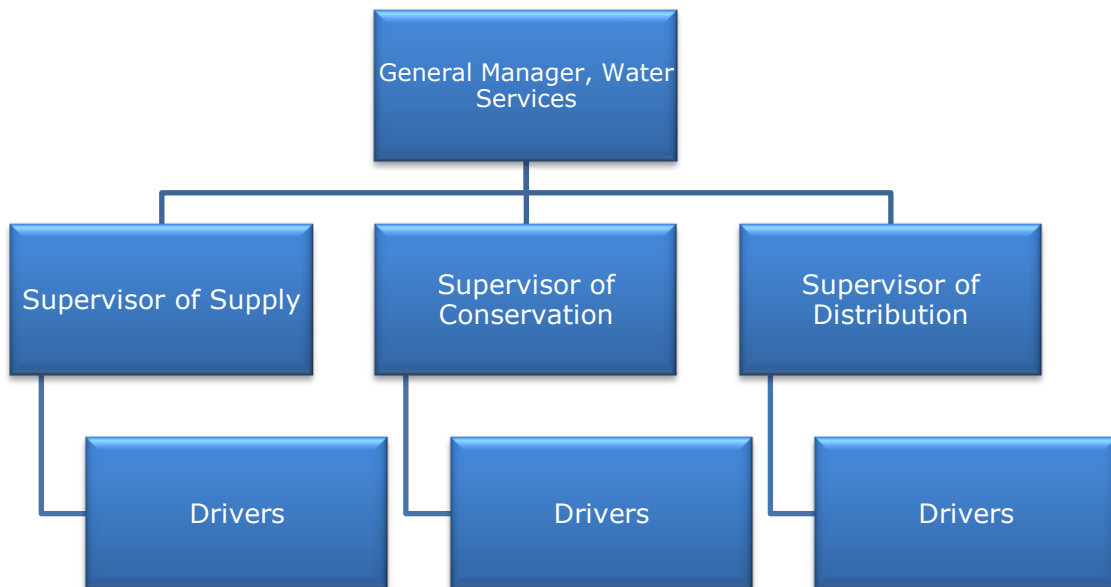 General Manager, Water
Services
Supervisor of Supply
Supervisor of
Conservation
Supervisor of
Distribution
Drivers
Drivers
Drivers